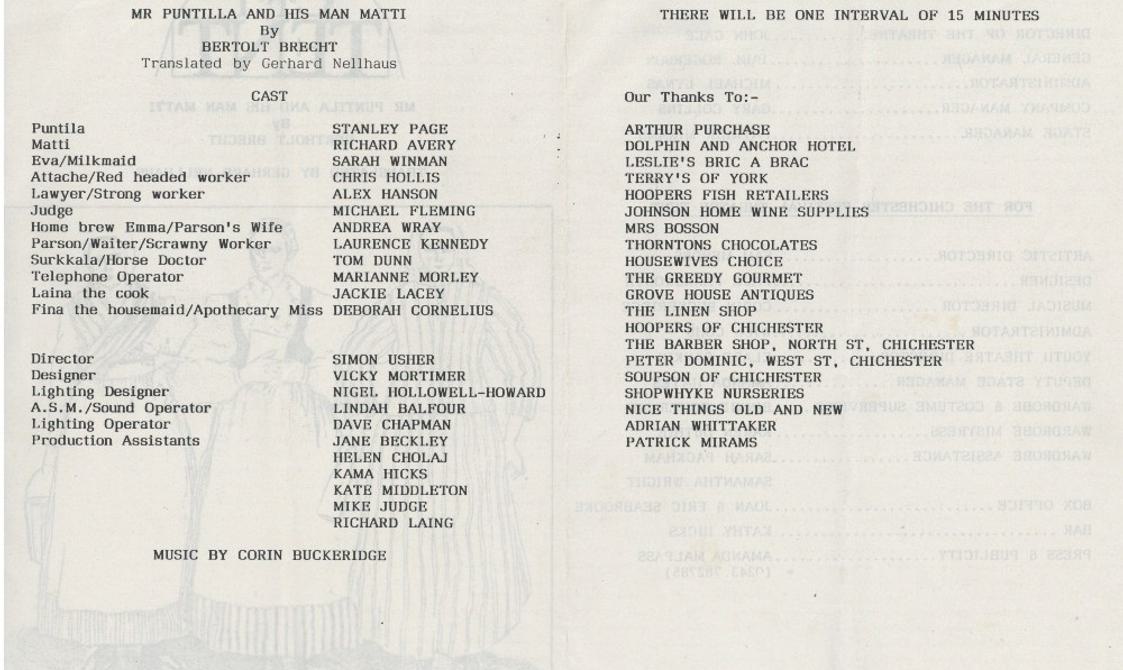 MR PUNTILLA AND HIS MAN MATTI
By
BERTOLT BRECHT
Translated by Gerhard Nellhaus
CAST
Puntila STANLEY PAGE
Matti RICHARD AVERY
Eva/Milkmaid SARAH WINMAN
Attache/Red headed worker CHRIS HOLLIS
Lawyer/Strong worker ALEX HANSON
Judge MICHAEL FLEMING
Home brew Emma/Parson's Wife ANDREA WRAY
Parson/Waiter/Scrawny Worker LAURENCE KENNEDY
Surkkala/Horse Doctor TOM DUNN
Telephone Operator MARIANNE MORLEY
Laina the cook JACKIE LACEY
Fina the housemaid/Apothecary Miss DEBORAH CORNELIUS
Director SIMON USHER
Designer VICKY MORTIMER
Lighting Designer NIGEL HOLLOWELL-HOWARD
A.S.M./Sound Operator LINDAH BALFOUR
Lighting Operator DAVE CHAPMAN
Production Assistants JANE BECKLEY
HELEN CHOLAJ
KAMA HICKS
KATE MIDDLETON
MIKE JUDGE
RICHARD LAING
MUSIC BY CORIN BUCKERIDGE
THERE WILL BE ONE INTERVAL OF 15 MINUTES
Our Thanks To:-
ARTHUR PURCHASE
DOLPHIN AND ANCHOR HOTEL
LESLIE'S BRIC A BRAC
TERRY'S OF YORK
HOOPERS FISH RETAILERS
JOHNSON HOME WINE SUPPLIES
MRS BOSSON
THORNTONS CHOCOLATES
HOUSEWIVES CHOICE
THE GREEDY GOURMET
GROVE HOUSE ANTIQUES
THE LINEN SHOP
HOOPERS OF CHICHESTER
THE BARBER SHOP, NORTH ST, CHICHESTER
PETER DOMINIC, WEST ST, CHICHESTER
SOUPSON OF CHICHESTER
SHOPWHYKE NURSERIES
NICE THINGS OLD AND NEW
ADRIAN WHITTAKER
PATRICK MIRAMS